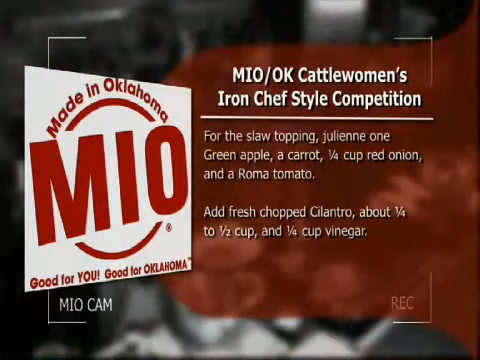 MIO/OK Cattlewomen's
Iron Chef Style Competition
Made in Oklahoma
MIO
®
Good for YOU! Good for OKLAHOMA™
For the slaw topping, julienne one
Green apple, a carrot, ¼ cup red onion,
and a Roma tomato.
Add fresh chopped Cilantro, about ¼
to ½ cup, and ¼ cup vinegar.
MIO CAM
REC